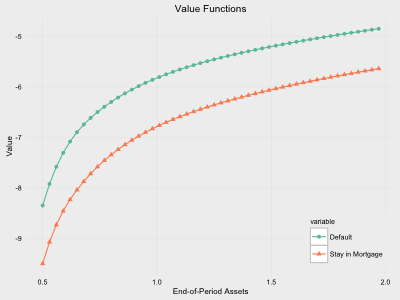 Value Functions
-5
-6
-7
-8
-9
Value
0.5
1.0
1.5
2.0
End-of-Period Assets
variable
Default
Stay in Mortgage